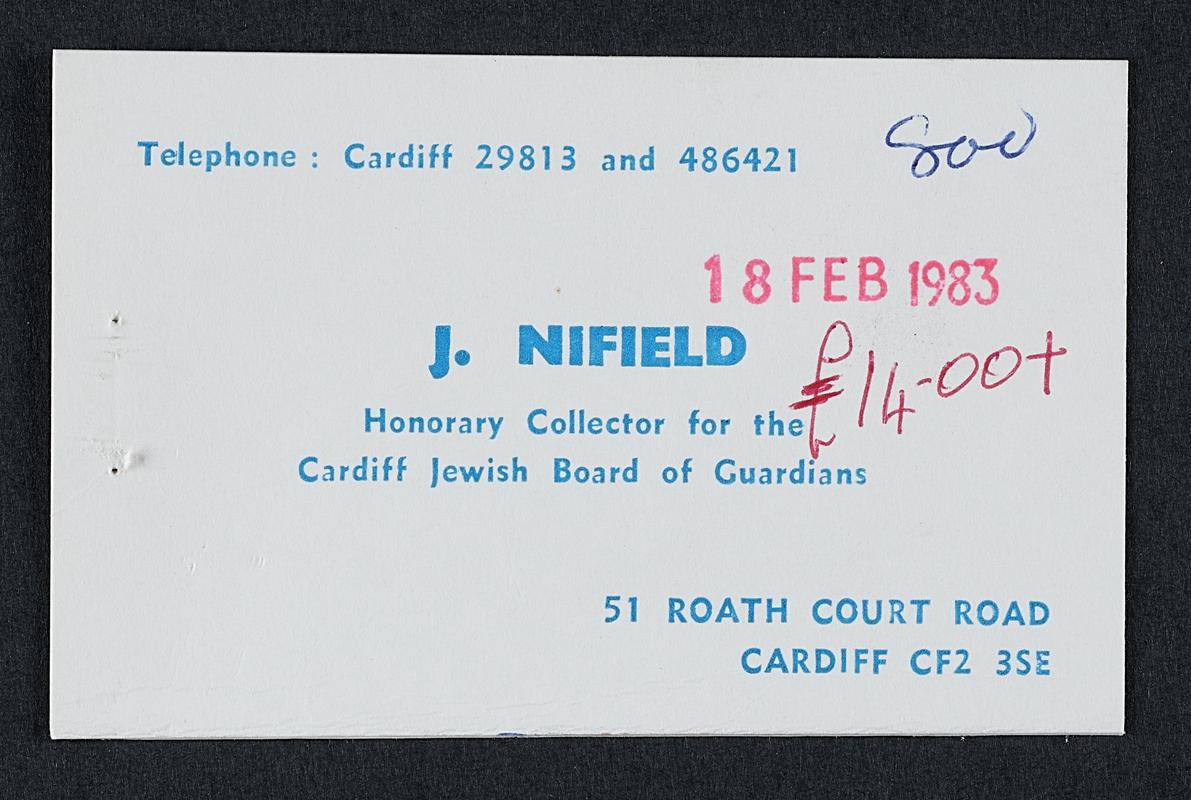 Telephone : Cardiff 29813 and 486421
800
18 FEB 1983
J. NIFIELD
£14-00+
Honorary Collector for the
Cardiff Jewish Board of Guardians
51 ROATH COURT ROAD
CARDIFF CF2 3SE